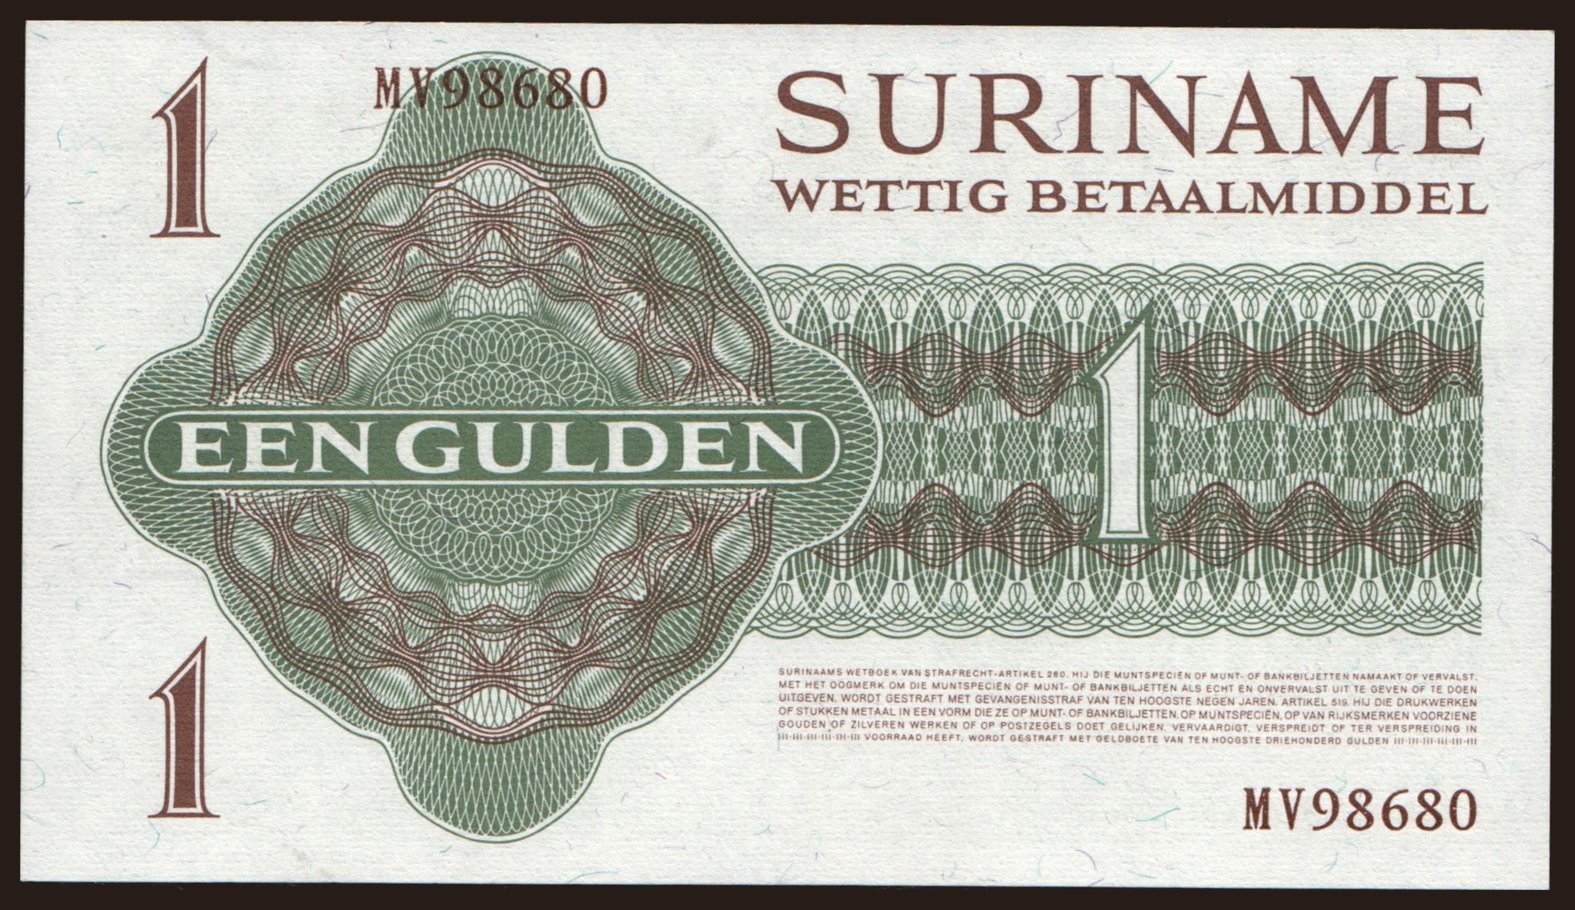 1
MV98680
SURINAME
WETTIG BETAALMIDDEL
EEN GULDEN
1
1
SURINAAMS WETBOEK VAN STRAFRECHT-ARTIKEL 260. HIJ DIE MUNTSPECIËN OF MUNT- OF BANKBILJETTEN NAMAAKT OF VERVALST,
MET HET OOGMERK OM DIE MUNTSPECIËN OF MUNT- OF BANKBILJETTEN ALS ECHT EN ONVERVALST UIT TE GEVEN OF TE DOEN
UITGEVEN, WORDT GESTRAFT MET GEVANGENISSTRAF VAN TEN HOOGSTE NEGEN JAREN. ARTIKEL 519. HIJ DIE DRUKWERKEN
OF STUKKEN METAAL IN EEN VORM DIE ZE OP MUNT- OF BANKBILJETTEN, OP MUNTSPECIËN, OP VAN RIJKSMERKEN VOORZIENE
GOUDEN OF ZILVEREN WERKEN OF OP POSTZEGELS DOET GELIJKEN, VERVAARDIGT, VERSPREIDT OF TER VERSPREIDING IN
VOORRAAD HEEFT, WORDT GESTRAFT MET GELDBOETE VAN TEN HOOGSTE DRIEHONDERD GULDEN
MV98680